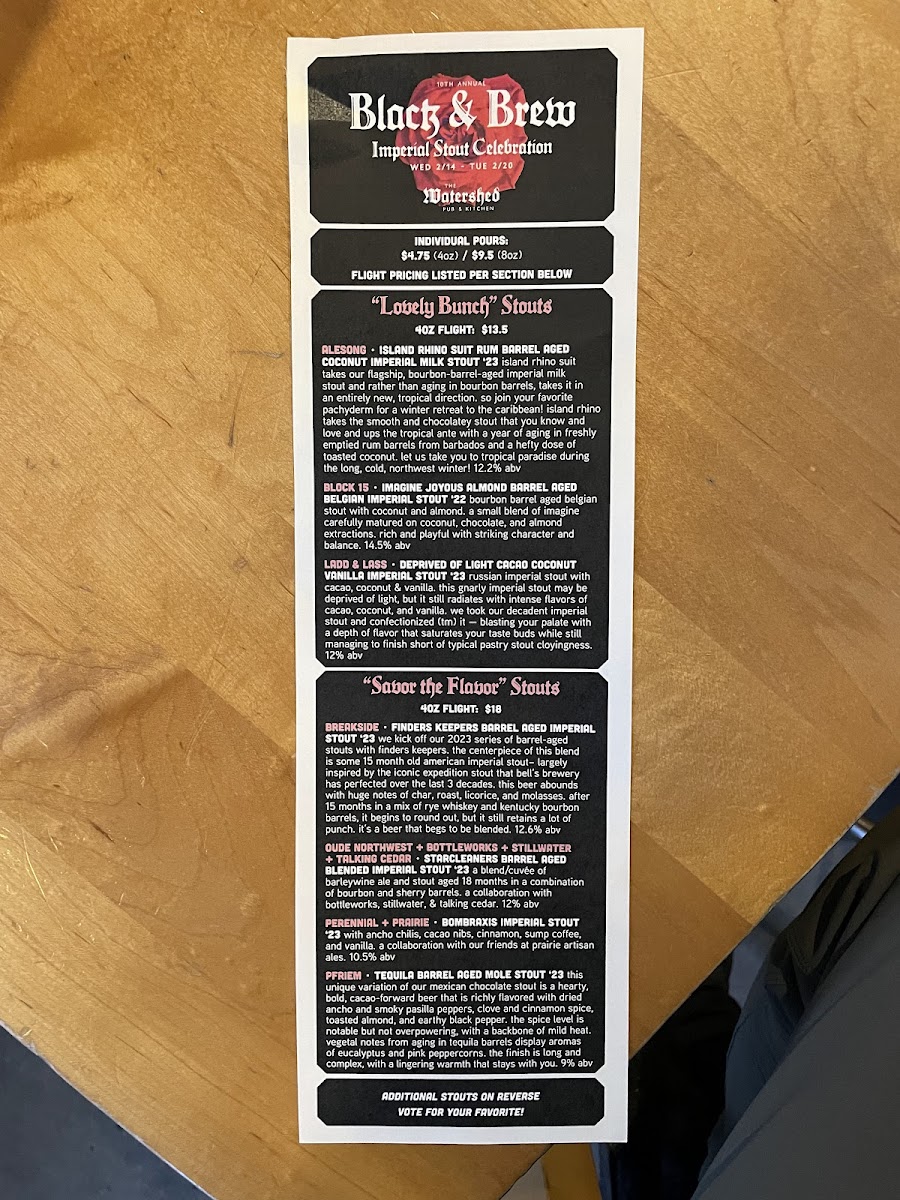 18TH ANNUAL
Black & Brew
Imperial Stout Celebration
WED 2/14 - TUE 2/20
THE
Watershed
PUB & KITCHEN
INDIVIDUAL POURS:
$4.75 (4oz) / $9.5 (8oz)
FLIGHT PRICING LISTED PER SECTION BELOW
"Lovely Bunch" Stouts
4OZ FLIGHT: $13.5
ALESONG • ISLAND RHINO SUIT RUM BARREL AGED
COCONUT IMPERIAL MILK STOUT '23 island rhino suit
takes our flagship, bourbon-barrel-aged imperial milk
stout and rather than aging in bourbon barrels, takes it in
an entirely new, tropical direction. so join your favorite
pachyderm for a winter retreat to the caribbean! island rhino
takes the smooth and chocolatey stout that you know and
love and ups the tropical ante with a year of aging in freshly
emptied rum barrels from barbados and a hefty dose of
toasted coconut. let us take you to tropical paradise during
the long, cold, northwest winter! 12.2% abv
BLOCK 15 • IMAGINE JOYOUS ALMOND BARREL AGED
BELGIAN IMPERIAL STOUT '22 bourbon barrel aged belgian
stout with coconut and almond. a small blend of imagine
carefully matured on coconut, chocolate, and almond
extractions. rich and playful with striking character and
balance. 14.5% abv
LADD & LASS • DEPRIVED OF LIGHT CACAO COCONUT
VANILLA IMPERIAL STOUT '23 russian imperial stout with
cacao, coconut & vanilla. this gnarly imperial stout may be
deprived of light, but it still radiates with intense flavors of
cacao, coconut, and vanilla. we took our decadent imperial
stout and confectionized (tm) it — blasting your palate with
a depth of flavor that saturates your taste buds while still
managing to finish short of typical pastry stout cloyingness.
12% abv
"Savor the Flavor" Stouts
4OZ FLIGHT: $18
BREAKSIDE • FINDERS KEEPERS BARREL AGED IMPERIAL
STOUT '23 we kick off our 2023 series of barrel-aged
stouts with finders keepers. the centerpiece of this blend
is some 15 month old american imperial stout— largely
inspired by the iconic expedition stout that bell's brewery
has perfected over the last 3 decades. this beer abounds
with huge notes of char, roast, licorice, and molasses. after
15 months in a mix of rye whiskey and kentucky bourbon
barrels, it begins to round out, but it still retains a lot of
punch. it's a beer that begs to be blended. 12.6% abv
OUDE NORTHWEST + BOTTLEWORKS + STILLWATER
+ TALKING CEDAR • STARCLEANERS BARREL AGED
BLENDED IMPERIAL STOUT '23 a blend/cuvée of
barleywine ale and stout aged 18 months in a combination
of bourbon and sherry barrels. a collaboration with
bottleworks, stillwater, & talking cedar. 12% abv
PERENNIAL + PRAIRIE • BOMBRAXIS IMPERIAL STOUT
'23 with ancho chilis, cacao nibs, cinnamon, sump coffee,
and vanilla. a collaboration with our friends at prairie artisan
ales. 10.5% abv
PFRIEM • TEQUILA BARREL AGED MOLE STOUT '23 this
unique variation of our mexican chocolate stout is a hearty,
bold, cacao-forward beer that is richly flavored with dried
ancho and smoky pasilla peppers, clove and cinnamon spice,
toasted almond, and earthy black pepper. the spice level is
notable but not overpowering, with a backbone of mild heat.
vegetal notes from aging in tequila barrels display aromas
of eucalyptus and pink peppercorns. the finish is long and
complex, with a lingering warmth that stays with you. 9% abv
ADDITIONAL STOUTS ON REVERSE
VOTE FOR YOUR FAVORITE!